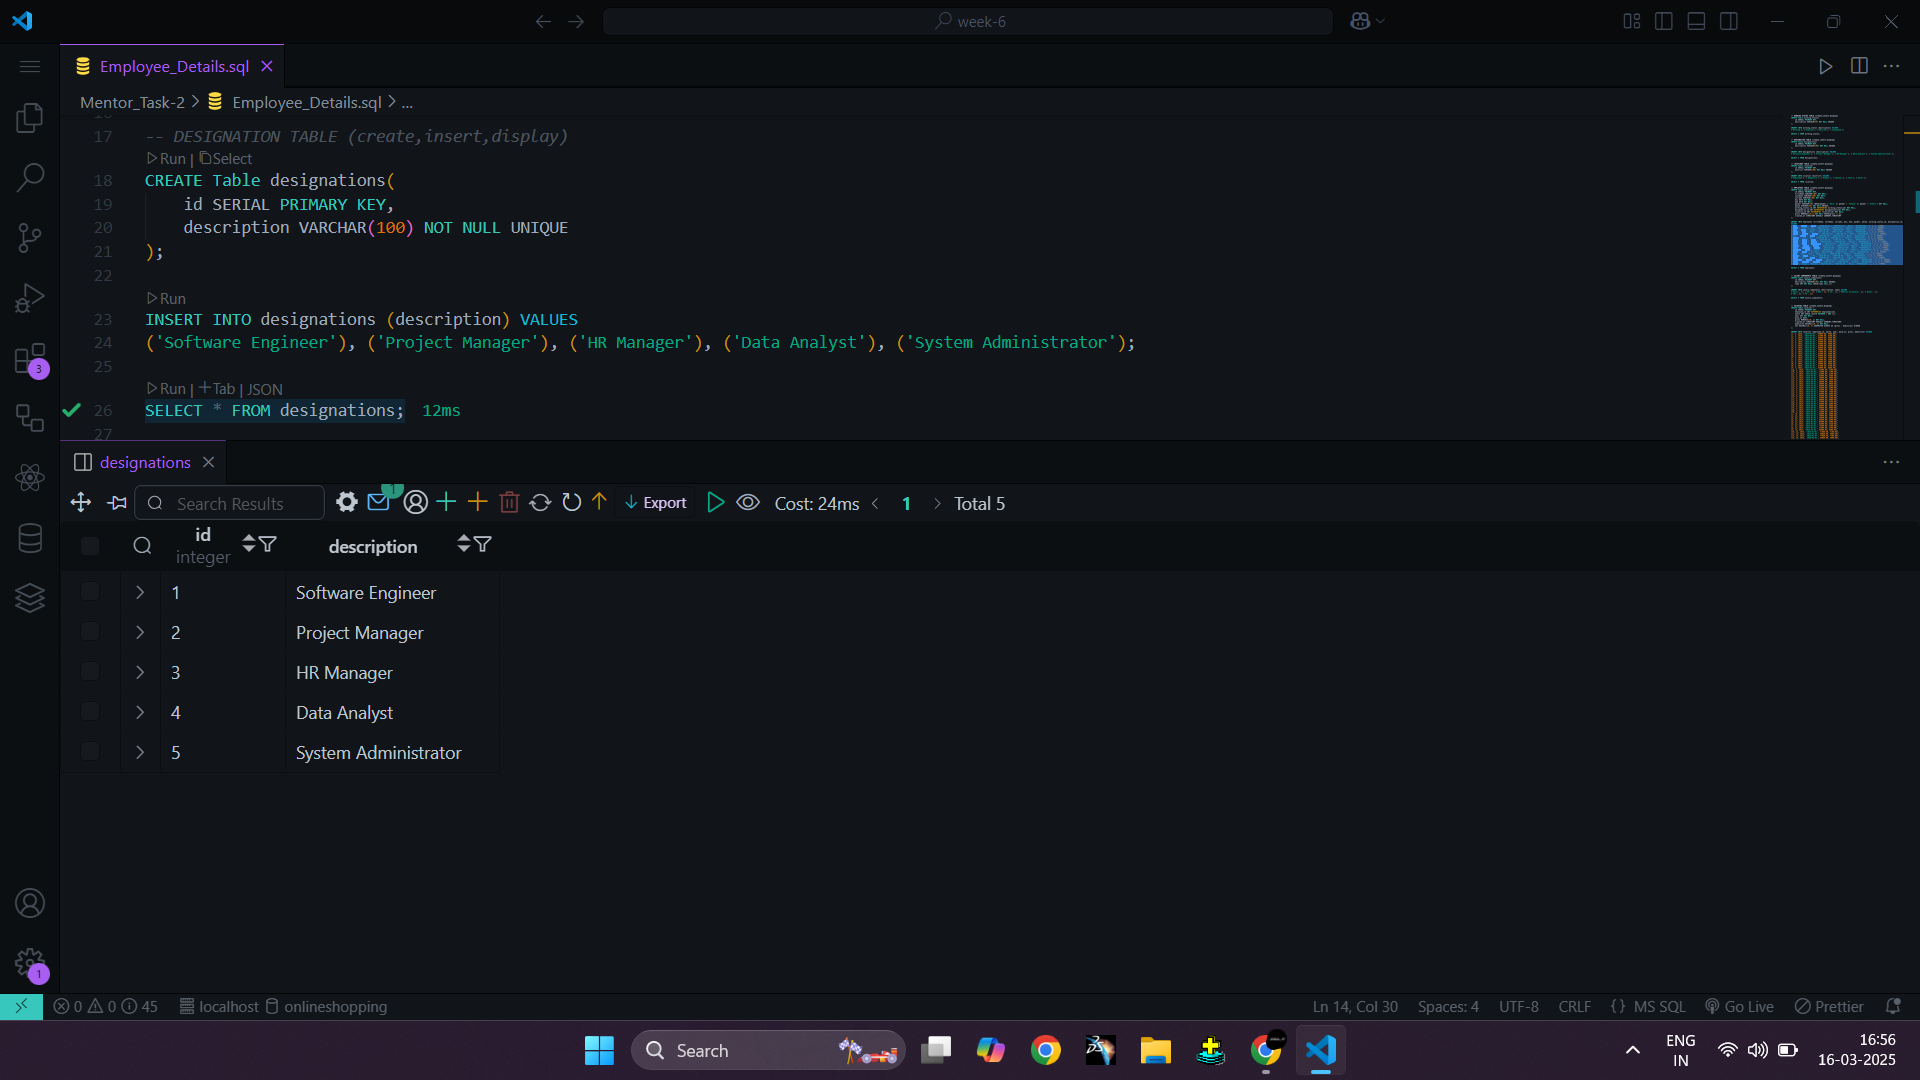 week-6
Employee_Details.sql
Mentor_Task-2 > Employee_Details.sql > ...
17 -- DESIGNATION TABLE (create,insert,display)
Run | Select
18 CREATE Table designations(
19 id SERIAL PRIMARY KEY,
20 description VARCHAR(100) NOT NULL UNIQUE
21 );
22
Run
23 INSERT INTO designations (description) VALUES
24 ('Software Engineer'), ('Project Manager'), ('HR Manager'), ('Data Analyst'), ('System Administrator');
25
Run | +Tab | JSON
26 SELECT * FROM designations; 12ms
27
designations
Search Results 1 Export Cost: 24ms < 1 > Total 5
id
integer
description
1 Software Engineer
2 Project Manager
3 HR Manager
4 Data Analyst
5 System Administrator
3
1
0 0 45 localhost onlineshopping Ln 14, Col 30 Spaces: 4 UTF-8 CRLF {} MS SQL Go Live Prettier
Search
ENG
IN
16:56
16-03-2025